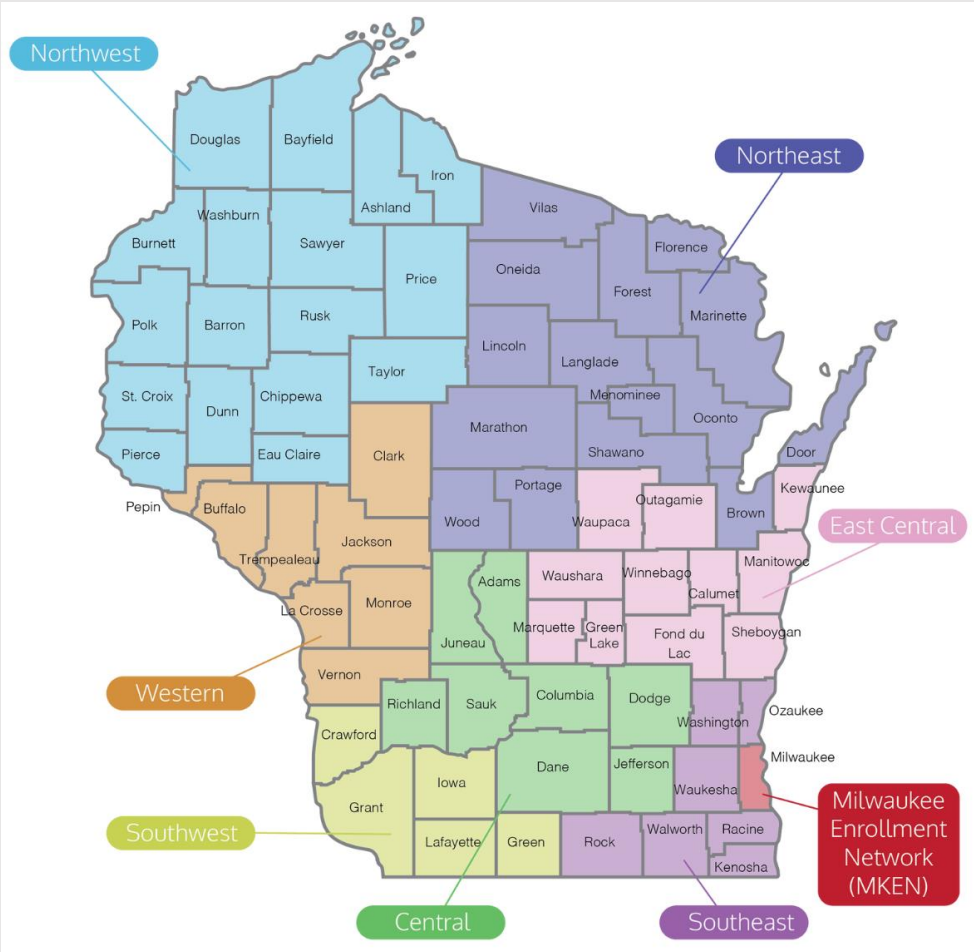 Northwest
Northeast
Douglas
Bayfield
Iron
Ashland
Vilas
Washburn
Burnett
Sawyer
Florence
Price
Oneida
Forest
Marinette
Polk
Barron
Rusk
Lincoln
Langlade
Taylor
St. Croix
Dunn
Chippewa
Menominee
Oconto
Marathon
Pierce
Eau Claire
Clark
Shawano
Door
Pepin
Buffalo
Wood
Portage
Waupaca
Outagamie
Brown
Kewaunee
East Central
Trempealeau
Jackson
Adams
Waushara
Winnebago
Calumet
Manitowoc
La Crosse
Monroe
Juneau
Marquette
Green
Lake
Fond du
Lac
Sheboygan
Western
Vernon
Richland
Sauk
Columbia
Dodge
Washington
Ozaukee
Crawford
Iowa
Dane
Jefferson
Waukesha
Milwaukee
Milwaukee
Enrollment
Network
(MKEN)
Southwest
Grant
Lafayette
Green
Rock
Walworth
Racine
Kenosha
Central
Southeast